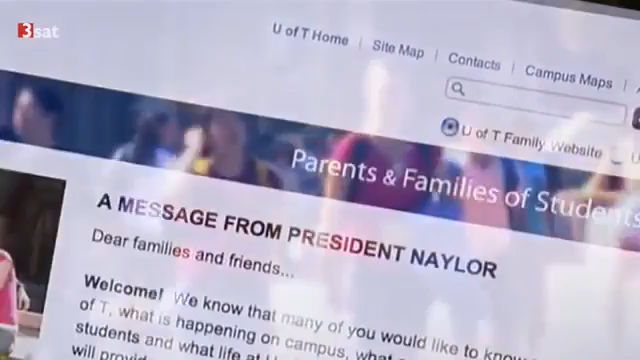 3sat
U of T Home | Site Map | Contacts | Campus Maps |
U of T Family Website
Parents & Families of Students
A MESSAGE FROM PRESIDENT NAYLOR
Dear families and friends...
Welcome! We know that many of you would like to know
of T, what is happening on campus, what
students and what life at
will